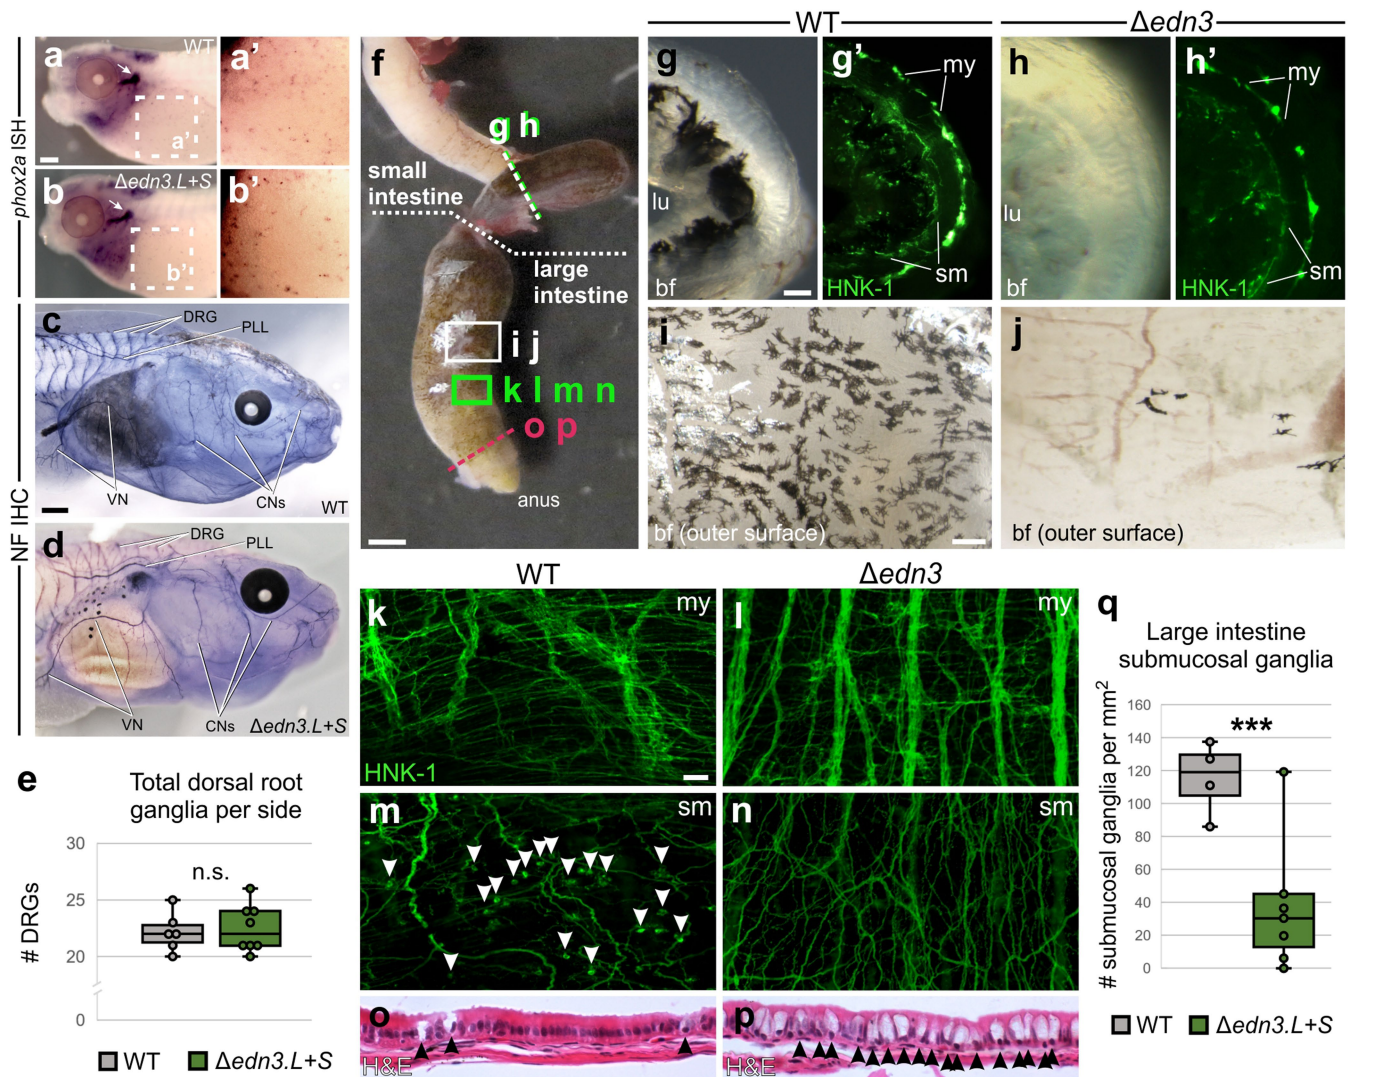 WT
Δedn3
phox2a ISH
a
WT
a'
a'
b
Δedn3.L+S
b'
b'
NF IHC
c
DRG
PLL
VN
CNs
WT
d
DRG
PLL
VN
CNs
Δedn3.L+S
e
Total dorsal root
ganglia per side
n.s.
# DRGs
30
25
20
0
WT
Δedn3.L+S
f
g h
small
intestine
large
intestine
i j
k l m n
o p
anus
g
lu
bf
g'
my
sm
HNK-1
h
lu
bf
h'
my
sm
HNK-1
i
bf (outer surface)
j
bf (outer surface)
WT
Δedn3
k
my
HNK-1
l
my
m
sm
n
sm
o
H&E
p
H&E
q
Large intestine
submucosal ganglia
# submucosal ganglia per mm²
160
140
120
100
80
60
40
20
0
***
WT
Δedn3.L+S